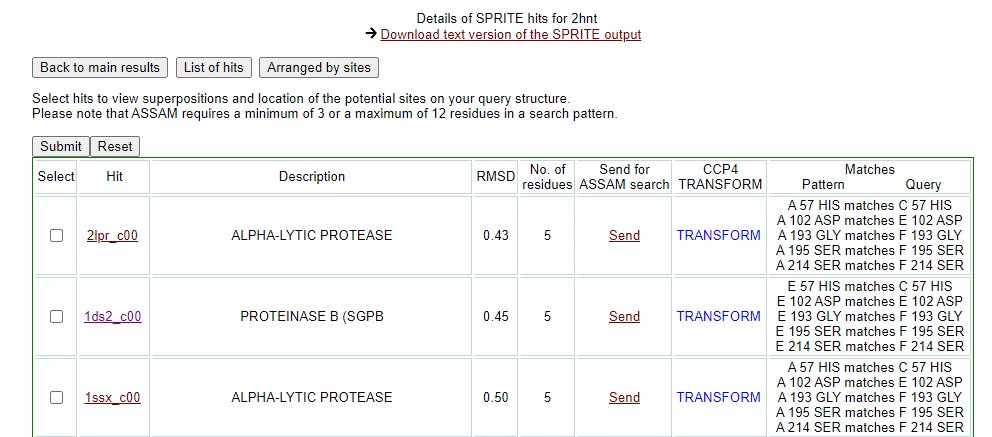 Details of SPRITE hits for 2hnt
➔ Download text version of the SPRITE output
Back to main results List of hits Arranged by sites
Select hits to view superpositions and location of the potential sites on your query structure.
Please note that ASSAM requires a minimum of 3 or a maximum of 12 residues in a search pattern.
Submit Reset
Select Hit Description RMSD No. of residues Send for ASSAM search CCP4 TRANSFORM Matches Pattern Query
2lpr_c00 ALPHA-LYTIC PROTEASE 0.43 5 Send TRANSFORM
A 57 HIS matches C 57 HIS
A 102 ASP matches E 102 ASP
A 193 GLY matches F 193 GLY
A 195 SER matches F 195 SER
A 214 SER matches F 214 SER
1ds2_c00 PROTEINASE B (SGPB 0.45 5 Send TRANSFORM
E 57 HIS matches C 57 HIS
E 102 ASP matches E 102 ASP
E 193 GLY matches F 193 GLY
E 195 SER matches F 195 SER
E 214 SER matches F 214 SER
1ssx_c00 ALPHA-LYTIC PROTEASE 0.50 5 Send TRANSFORM
A 57 HIS matches C 57 HIS
A 102 ASP matches E 102 ASP
A 193 GLY matches F 193 GLY
A 195 SER matches F 195 SER
A 214 SER matches F 214 SER